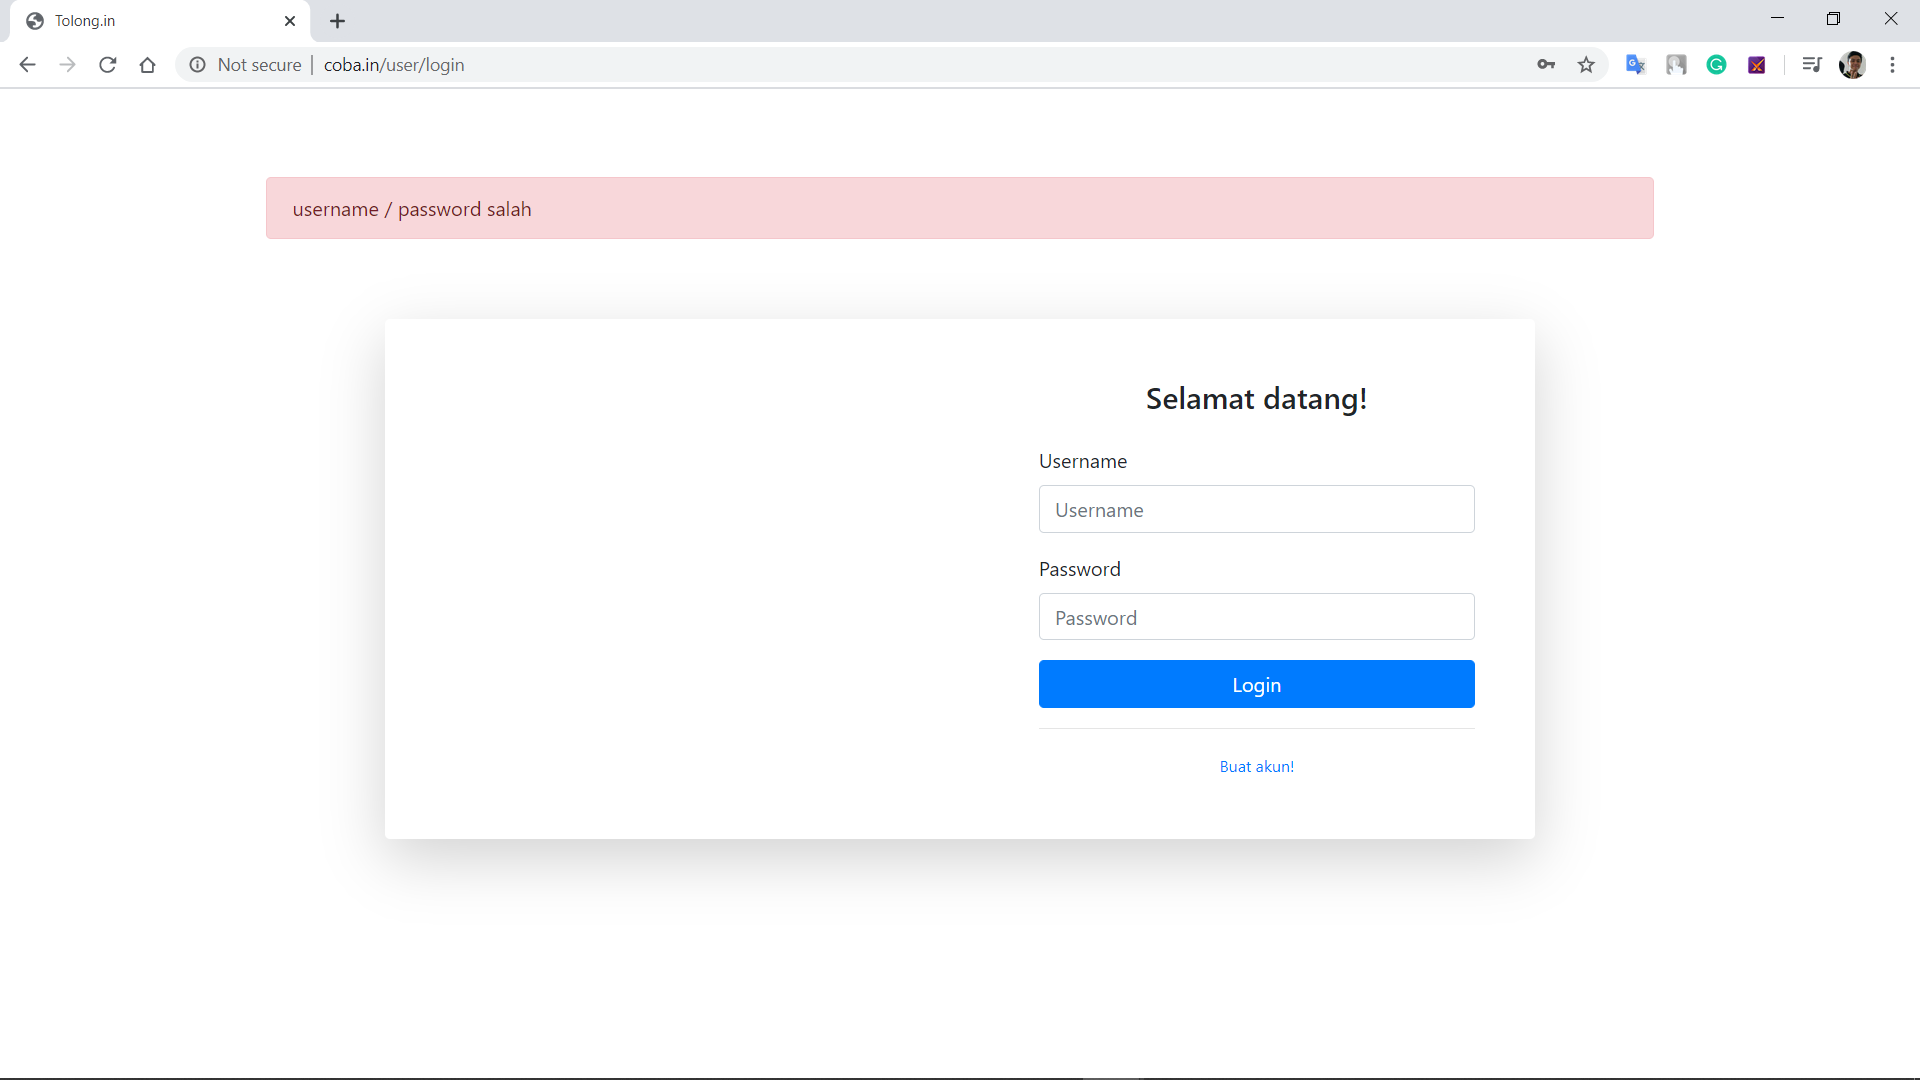 Tolong.in
Not secure | coba.in/user/login
username / password salah
Selamat datang!
Username
Username
Password
Password
Login
Buat akun!